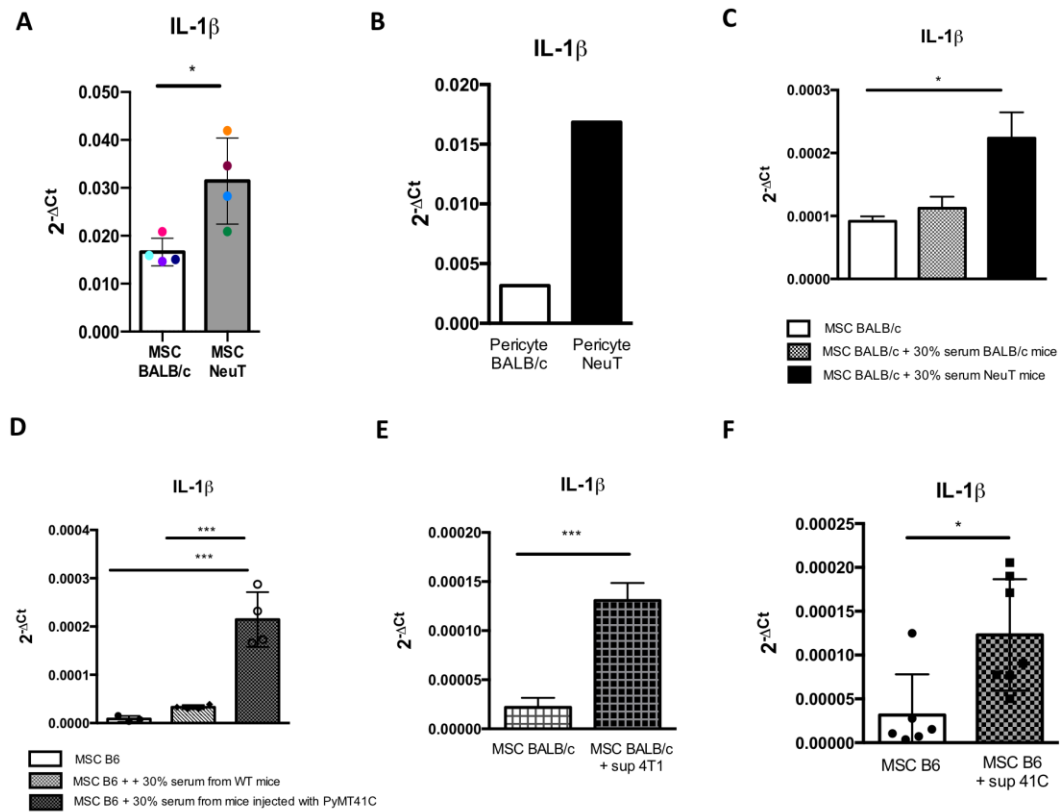 A
IL-1β
*
2-ΔCt
0.050
0.040
0.030
0.020
0.010
0.000
MSC
BALB/c
MSC
NeuT
B
IL-1β
2-ΔCt
0.020
0.015
0.010
0.005
0.000
Pericyte
BALB/c
Pericyte
NeuT
C
IL-1β
*
2-ΔCt
0.0003
0.0002
0.0001
0.0000
MSC BALB/c
MSC BALB/c + 30% serum BALB/c mice
MSC BALB/c + 30% serum NeuT mice
D
IL-1β
***
***
2-ΔCt
0.0004
0.0003
0.0002
0.0001
0.0000
MSC B6
MSC B6 + + 30% serum from WT mice
MSC B6 + 30% serum from mice injected with PyMT41C
E
IL-1β
***
2-ΔCt
0.00020
0.00015
0.00010
0.00005
0.00000
MSC BALB/c
MSC BALB/c
+ sup 4T1
F
IL-1β
*
2-ΔCt
0.00025
0.00020
0.00015
0.00010
0.00005
0.00000
MSC B6
MSC B6
+ sup 41C